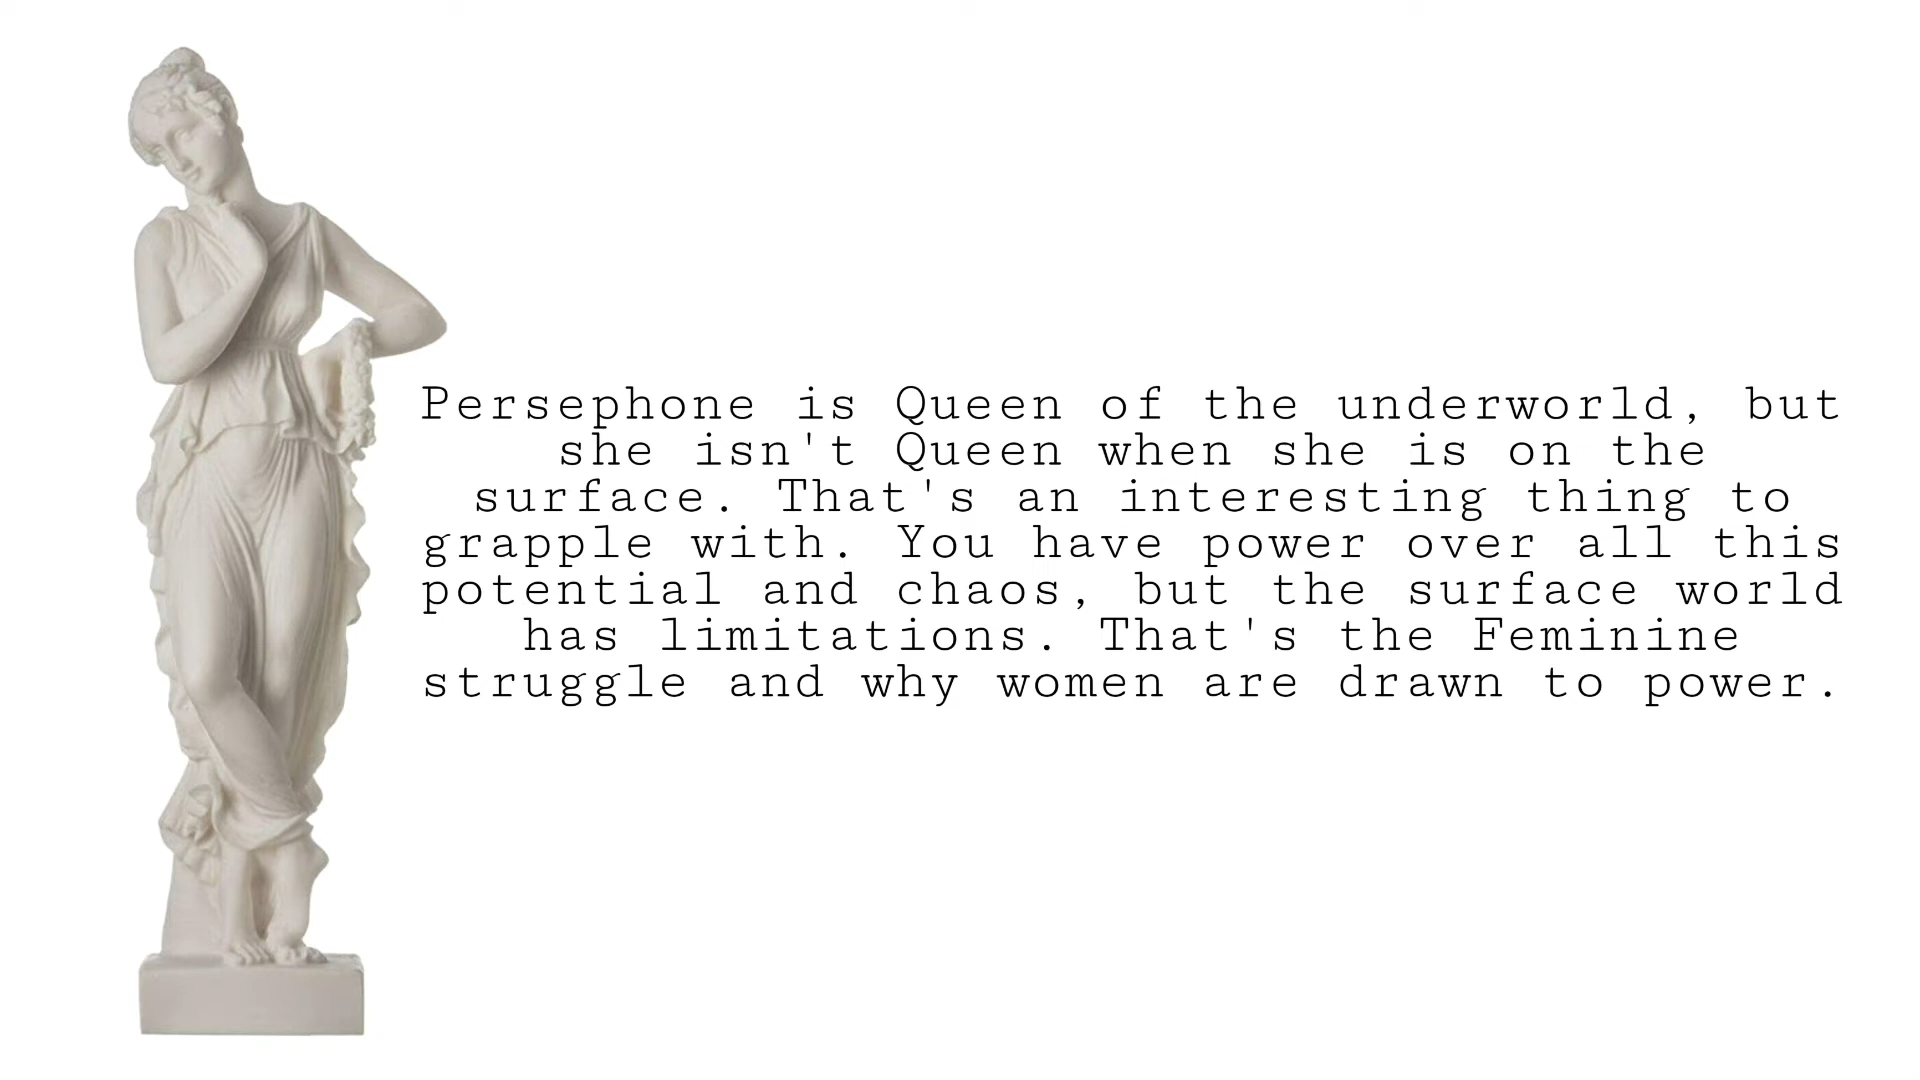 Persephone is Queen of the underworld, but
she isn't Queen when she is on the
surface. That's an interesting thing to
grapple with. You have power over all this
potential and chaos, but the surface world
has limitations. That's the Feminine
struggle and why women are drawn to power.